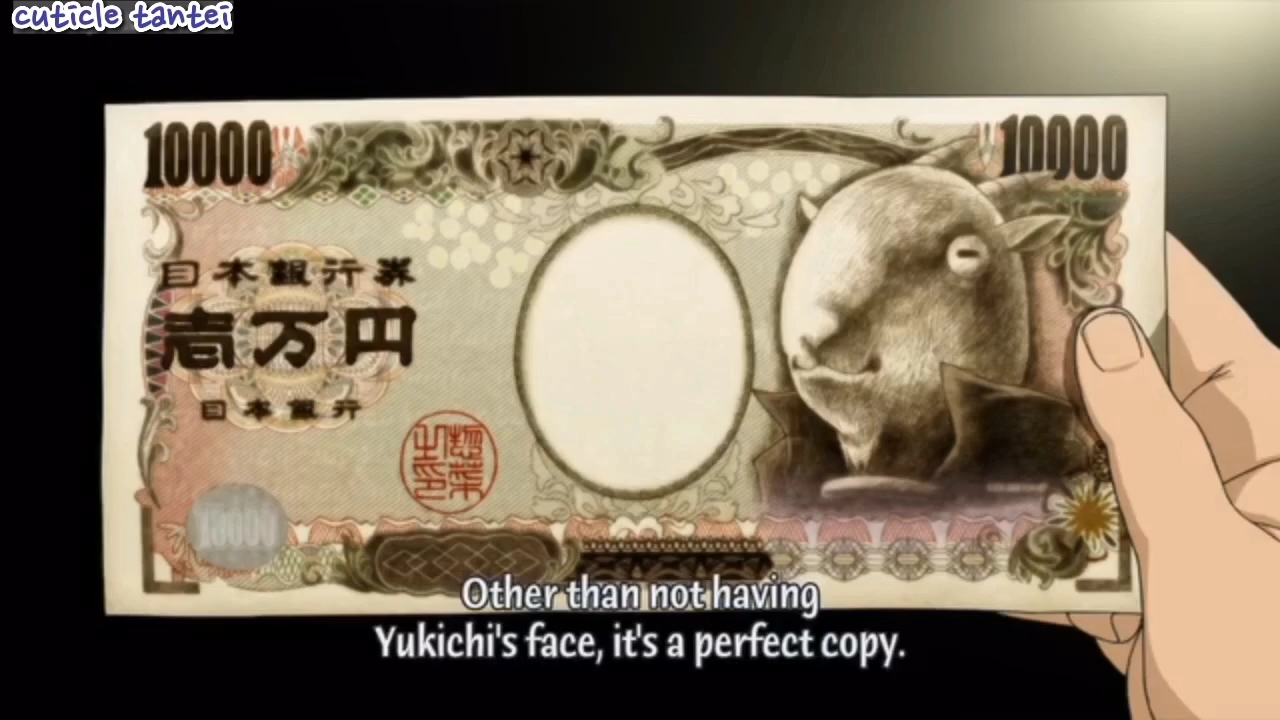 cuticle tantei
10000
10000
日本銀行券
壱万円
日本銀行
10000
Other than not having
Yukichi's face, it's a perfect copy.